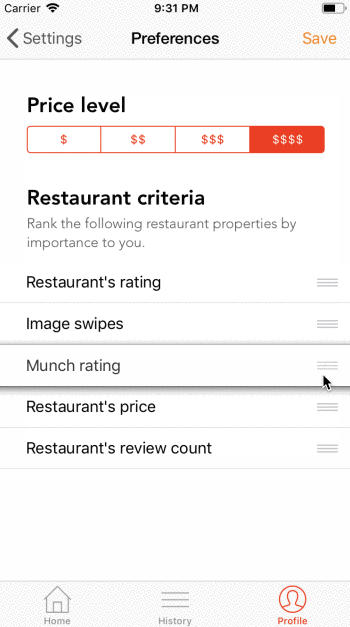 Carrier 9:31 PM
Settings Preferences Save
Price level
$ $$ $$$ $$$$
Restaurant criteria
Rank the following restaurant properties by
importance to you.
Restaurant's rating
Image swipes
Munch rating
Restaurant's price
Restaurant's review count
Home History Profile